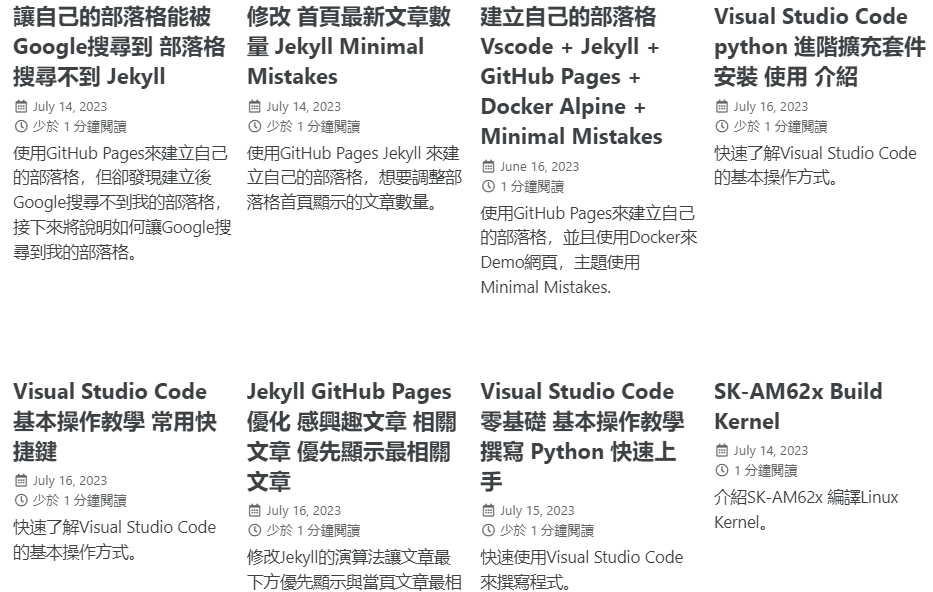 讓自己的部落格能被
Google搜尋到 部落格
搜尋不到 Jekyll
July 14, 2023
少於 1 分鐘閱讀
使用GitHub Pages來建立自己
的部落格，但卻發現建立後
Google搜尋不到我的部落格，
接下來將說明如何讓Google搜
尋到我的部落格。
修改 首頁最新文章數
量 Jekyll Minimal
Mistakes
July 14, 2023
少於 1 分鐘閱讀
使用GitHub Pages Jekyll 來建
立自己的部落格，想要調整部
落格首頁顯示的文章數量。
建立自己的部落格
Vscode + Jekyll +
GitHub Pages +
Docker Alpine +
Minimal Mistakes
June 16, 2023
1 分鐘閱讀
使用GitHub Pages來建立自己
的部落格，並且使用Docker來
Demo網頁，主題使用
Minimal Mistakes.
Visual Studio Code
python 進階擴充套件
安裝 使用 介紹
July 16, 2023
少於 1 分鐘閱讀
快速了解Visual Studio Code
的基本操作方式。
Visual Studio Code
基本操作教學 常用快
捷鍵
July 16, 2023
少於 1 分鐘閱讀
快速了解Visual Studio Code
的基本操作方式。
Jekyll GitHub Pages
優化 感興趣文章 相關
文章 優先顯示最相關
文章
July 16, 2023
少於 1 分鐘閱讀
修改Jekyll的演算法讓文章最
下方優先顯示與當頁文章最相
Visual Studio Code
零基礎 基本操作教學
撰寫 Python 快速上
手
July 15, 2023
少於 1 分鐘閱讀
快速使用Visual Studio Code
來撰寫程式。
SK-AM62x Build
Kernel
July 14, 2023
1 分鐘閱讀
介紹SK-AM62x 編譯Linux
Kernel。